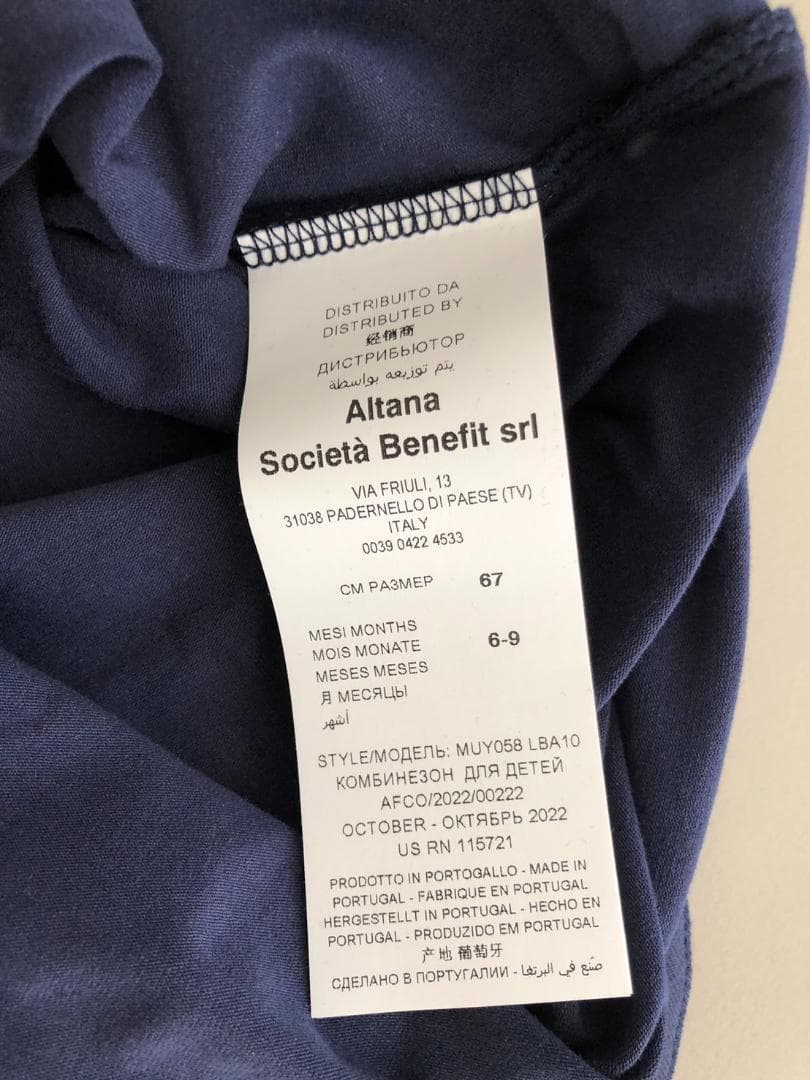 DISTRIBUITO DA
DISTRIBUTED BY
经销商
ДИСТРИБЬЮТОР
يتم توزيعه بواسطة
Altana
Società Benefit srl
VIA FRIULI, 13
31038 PADERNELLO DI PAESE (TV)
ITALY
0039 0422 4533
CM РАЗМЕР 67
MESI MONTHS
MOIS MONATE 6-9
MESES MESES
月 МЕСЯЦЫ
أشهر
STYLE/МОДЕЛЬ: MUY058 LBA10
КОМБИНЕЗОН ДЛЯ ДЕТЕЙ
AFCO/2022/00222
OCTOBER - ОКТЯБРЬ 2022
US RN 115721
PRODOTTO IN PORTOGALLO - MADE IN
PORTUGAL - FABRIQUE EN PORTUGAL
HERGESTELLT IN PORTUGAL - HECHO EN
PORTUGAL - PRODUZIDO EM PORTUGAL
产地 葡萄牙
СДЕЛАНО В ПОРТУГАЛИИ - صنع في البرتغا